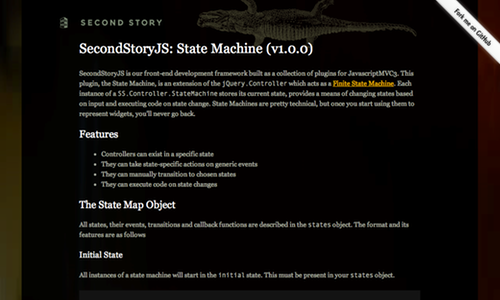 SECOND STORY
Fork me on GitHub
SecondStoryJS: State Machine (v1.0.0)
SecondStoryJS is our front-end development framework built as a collection of plugins for JavascriptMVC3. This
plugin, the State Machine, is an extension of the jQuery.Controller which acts as a Finite State Machine. Each
instance of a SS.Controller.StateMachine stores its current state, provides a means of changing states based
on input and executing code on state change. State Machines are pretty technical, but once you start using them to
represent widgets, you'll never go back.
Features
• Controllers can exist in a specific state
• They can take state-specific actions on generic events
• They can manually transition to chosen states
• They can execute code on state changes
The State Map Object
All states, their events, transitions and callback functions are described in the states object. The format and its
features are as follows
Initial State
All instances of a state machine will start in the initial state. This must be present in your states object.